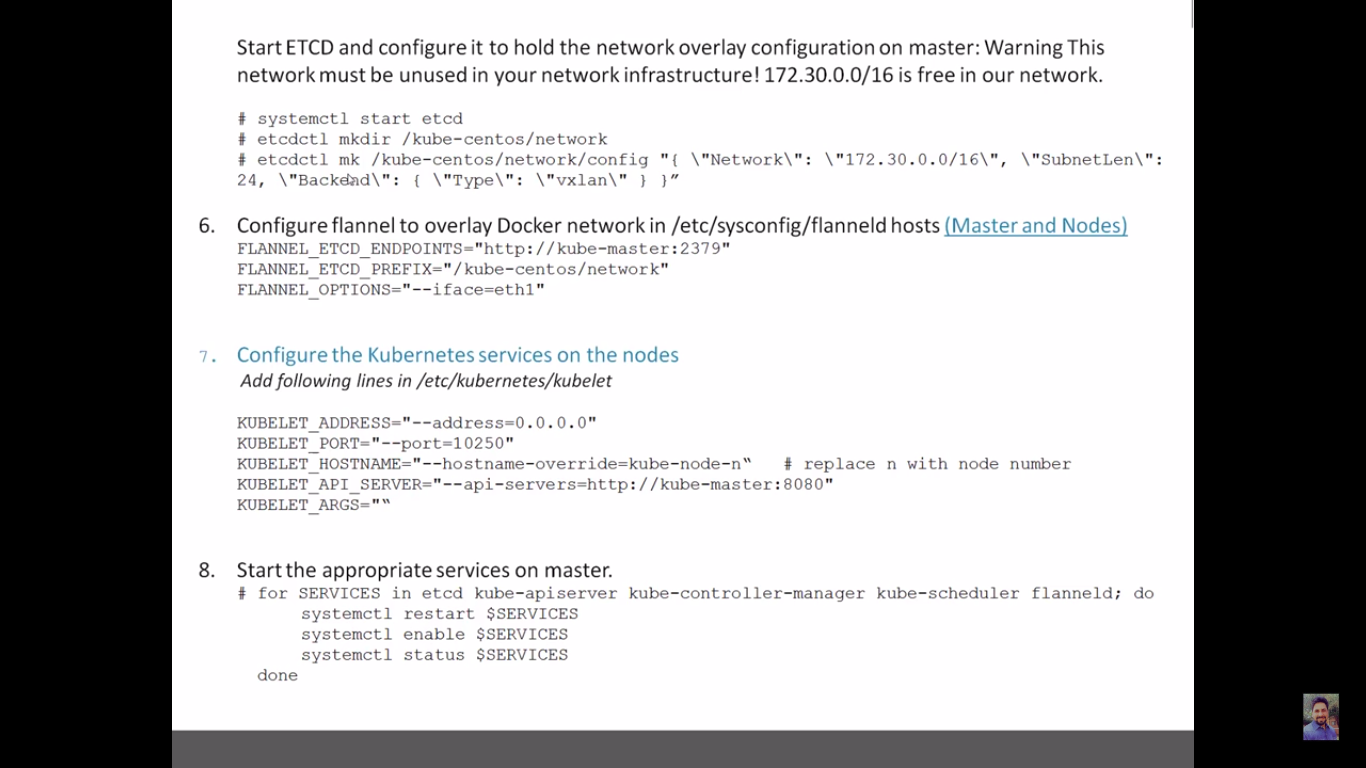 Start ETCD and configure it to hold the network overlay configuration on master: Warning This
network must be unused in your network infrastructure! 172.30.0.0/16 is free in our network.
# systemctl start etcd
# etcdctl mkdir /kube-centos/network
# etcdctl mk /kube-centos/network/config "{ \"Network\": \"172.30.0.0/16\", \"SubnetLen\":
24, \"Backend\": { \"Type\": \"vxlan\" } }”
6. Configure flannel to overlay Docker network in /etc/sysconfig/flanneld hosts (Master and Nodes)
FLANNEL_ETCD_ENDPOINTS="http://kube-master:2379"
FLANNEL_ETCD_PREFIX="/kube-centos/network"
FLANNEL_OPTIONS="--iface=eth1"
7. Configure the Kubernetes services on the nodes
Add following lines in /etc/kubernetes/kubelet
KUBELET_ADDRESS="--address=0.0.0.0"
KUBELET_PORT="--port=10250"
KUBELET_HOSTNAME="--hostname-override=kube-node-n“ # replace n with node number
KUBELET_API_SERVER="--api-servers=http://kube-master:8080"
KUBELET_ARGS="“
8. Start the appropriate services on master.
# for SERVICES in etcd kube-apiserver kube-controller-manager kube-scheduler flanneld; do
systemctl restart $SERVICES
systemctl enable $SERVICES
systemctl status $SERVICES
done